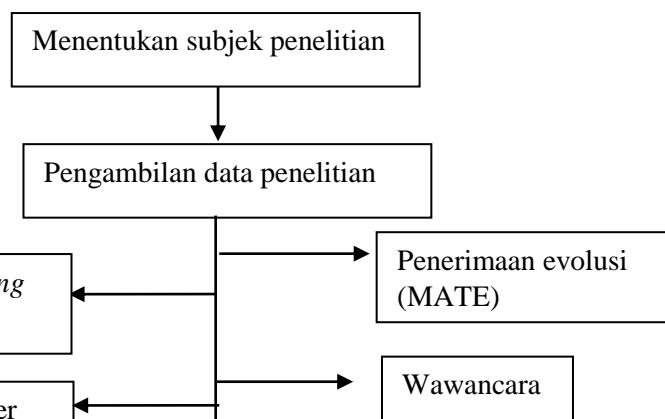 Menentukan subjek penelitian
Pengambilan data penelitian
Penerimaan evolusi
(MATE)
Wawancara